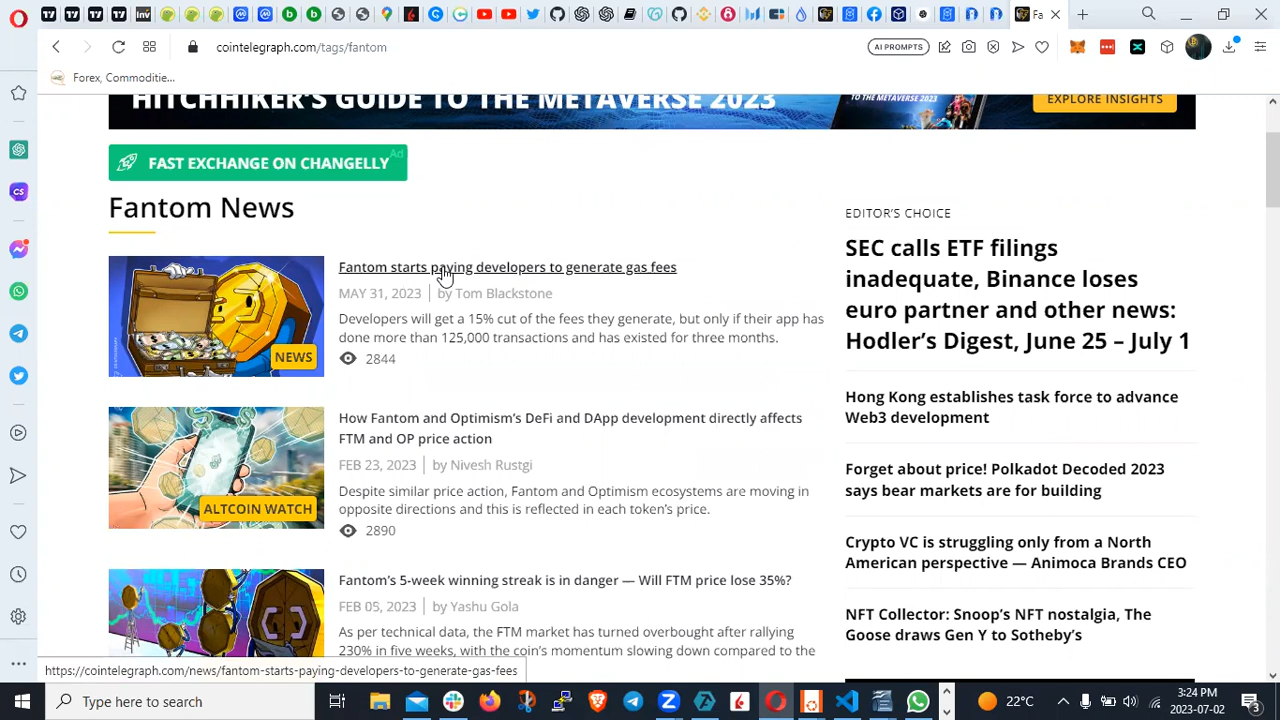 Fa
cointelegraph.com/tags/fantom
AI PROMPTS
Forex, Commoditie...
HITCHHIKER'S GUIDE TO THE METAVERSE 2023
TO THE METAVERSE 2023
EXPLORE INSIGHTS
FAST EXCHANGE ON CHANGELLY
Ad
Fantom News
Fantom starts paying developers to generate gas fees
MAY 31, 2023 | by Tom Blackstone
Developers will get a 15% cut of the fees they generate, but only if their app has
done more than 125,000 transactions and has existed for three months.
2844
NEWS
How Fantom and Optimism's DeFi and DApp development directly affects
FTM and OP price action
FEB 23, 2023 | by Nivesh Rustgi
Despite similar price action, Fantom and Optimism ecosystems are moving in
opposite directions and this is reflected in each token's price.
2890
ALTCOIN WATCH
Fantom's 5-week winning streak is in danger — Will FTM price lose 35%?
FEB 05, 2023 | by Yashu Gola
As per technical data, the FTM market has turned overbought after rallying
230% in five weeks, with the coin's momentum slowing down compared to the
EDITOR'S CHOICE
SEC calls ETF filings
inadequate, Binance loses
euro partner and other news:
Hodler's Digest, June 25 – July 1
Hong Kong establishes task force to advance
Web3 development
Forget about price! Polkadot Decoded 2023
says bear markets are for building
Crypto VC is struggling only from a North
American perspective — Animoca Brands CEO
NFT Collector: Snoop's NFT nostalgia, The
Goose draws Gen Y to Sotheby's
https://cointelegraph.com/news/fantom-starts-paying-developers-to-generate-gas-fees
Type here to search
22°C
3:24 PM
2023-07-02
3